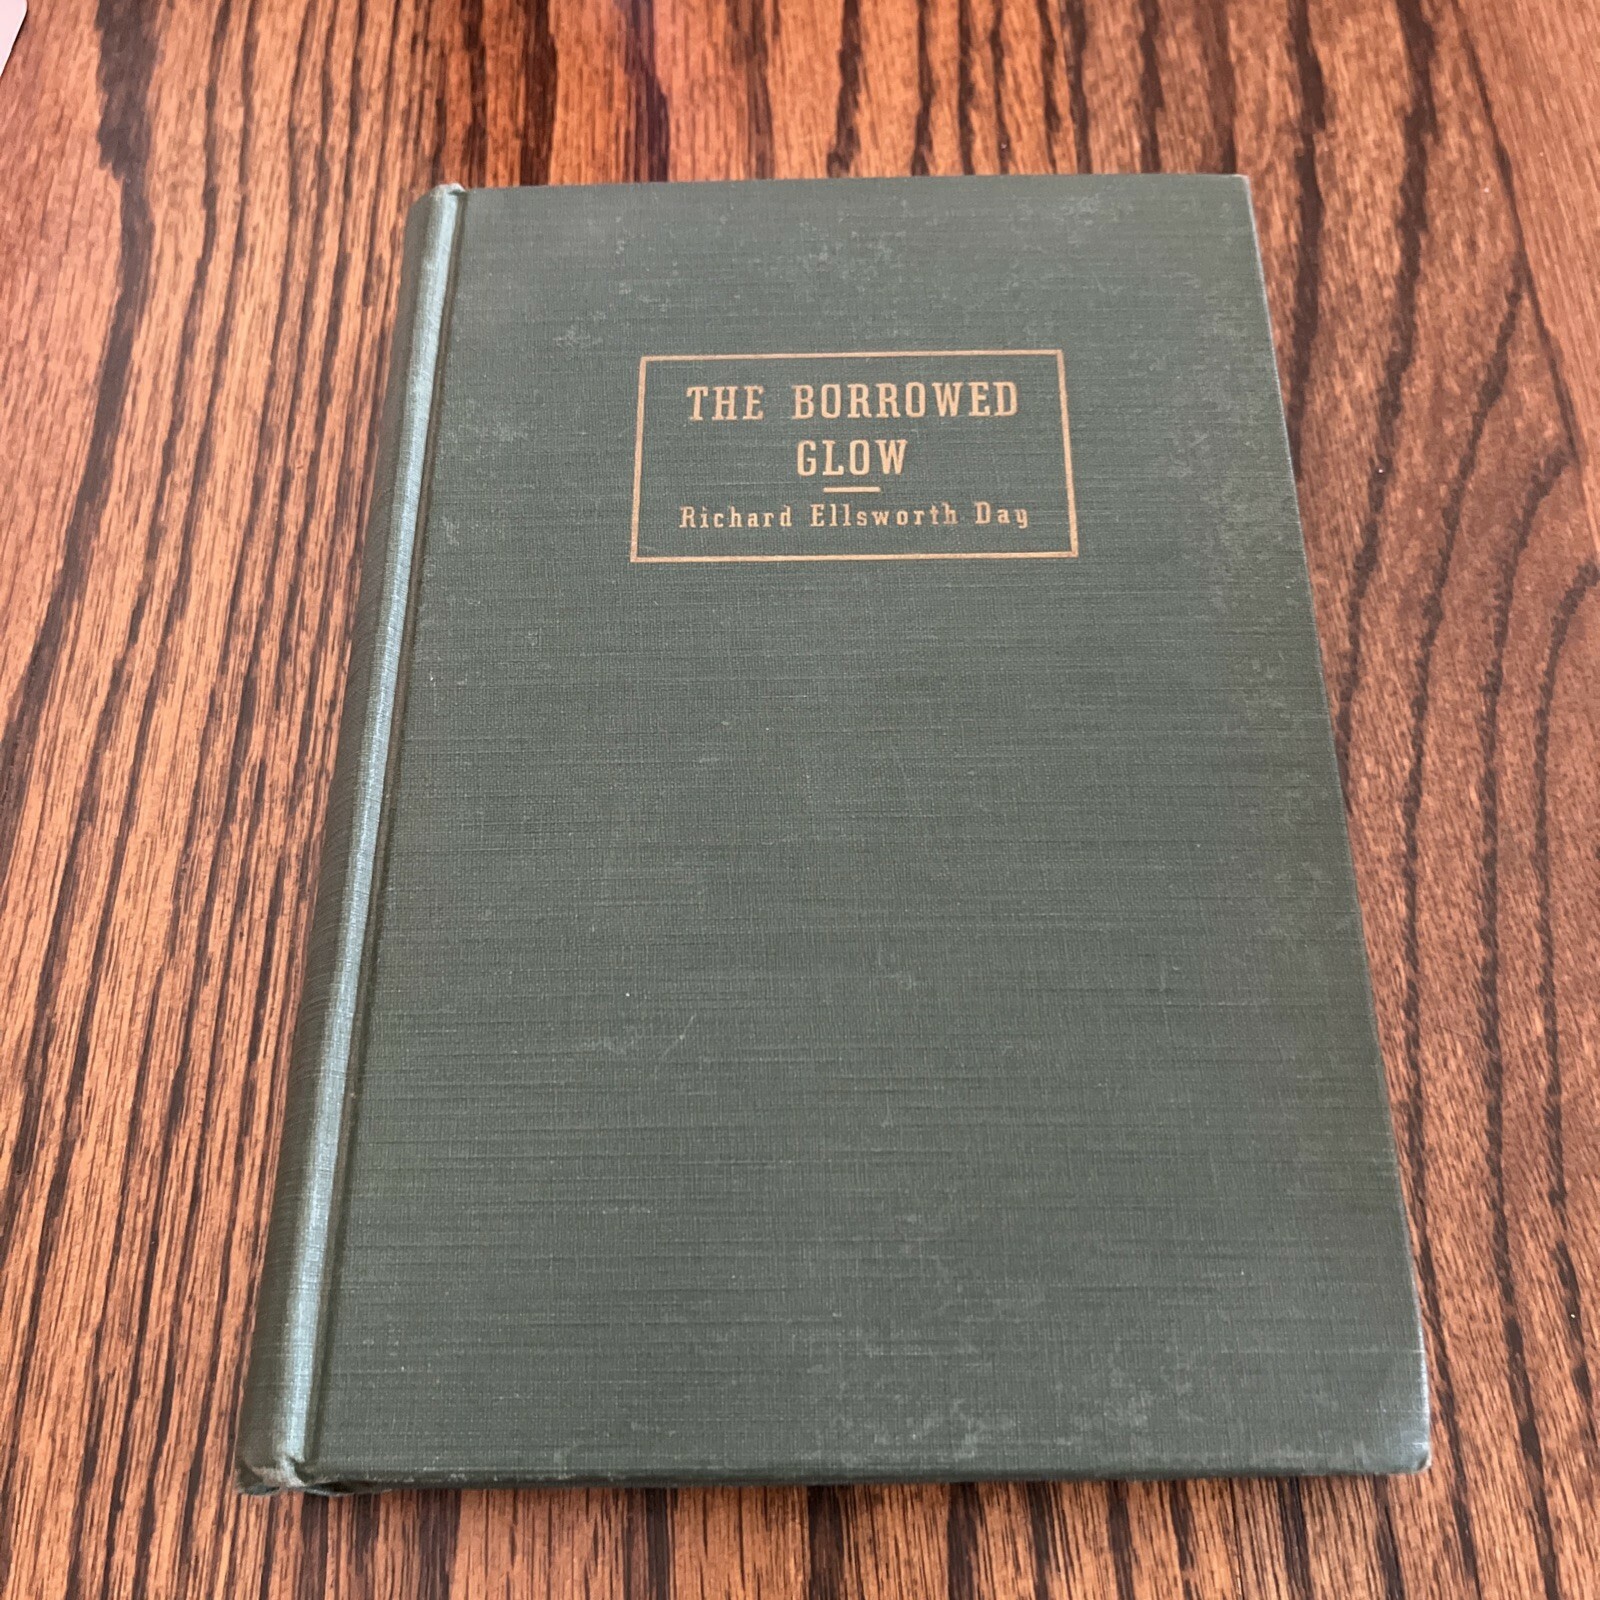 THE BORROWED
GLOW
Richard Ellsworth Day